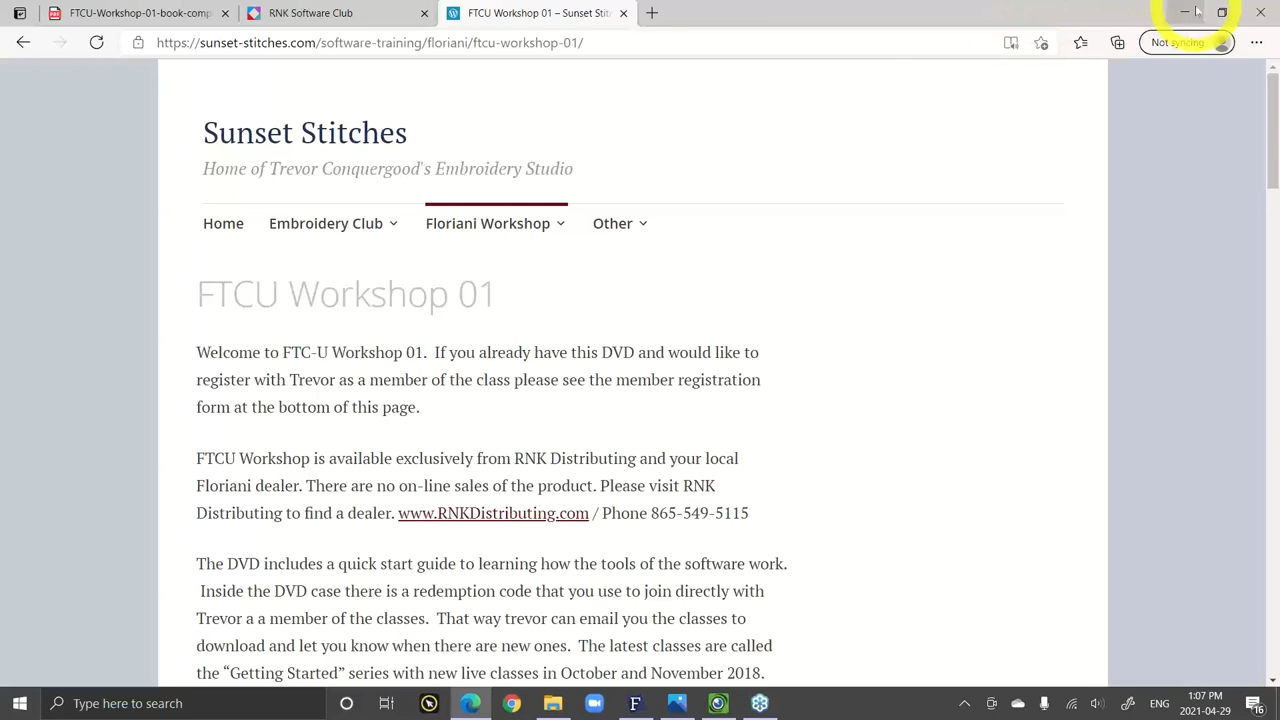 FTCU-Workshop-01-book-comp
RNK Software Club
FTCU Workshop 01 – Sunset Stitc
https://sunset-stitches.com/software-training/floriani/ftcu-workshop-01/
Not syncing
Sunset Stitches
Home of Trevor Conquergood's Embroidery Studio
Home
Embroidery Club
Floriani Workshop
Other
FTCU Workshop 01
Welcome to FTC-U Workshop 01. If you already have this DVD and would like to
register with Trevor as a member of the class please see the member registration
form at the bottom of this page.
FTCU Workshop is available exclusively from RNK Distributing and your local
Floriani dealer. There are no on-line sales of the product. Please visit RNK
Distributing to find a dealer. www.RNKDistributing.com / Phone 865-549-5115
The DVD includes a quick start guide to learning how the tools of the software work.
Inside the DVD case there is a redemption code that you use to join directly with
Trevor a a member of the classes. That way trevor can email you the classes to
download and let you know when there are new ones. The latest classes are called
the “Getting Started” series with new live classes in October and November 2018.
Type here to search
ENG
1:07 PM
2021-04-29
16